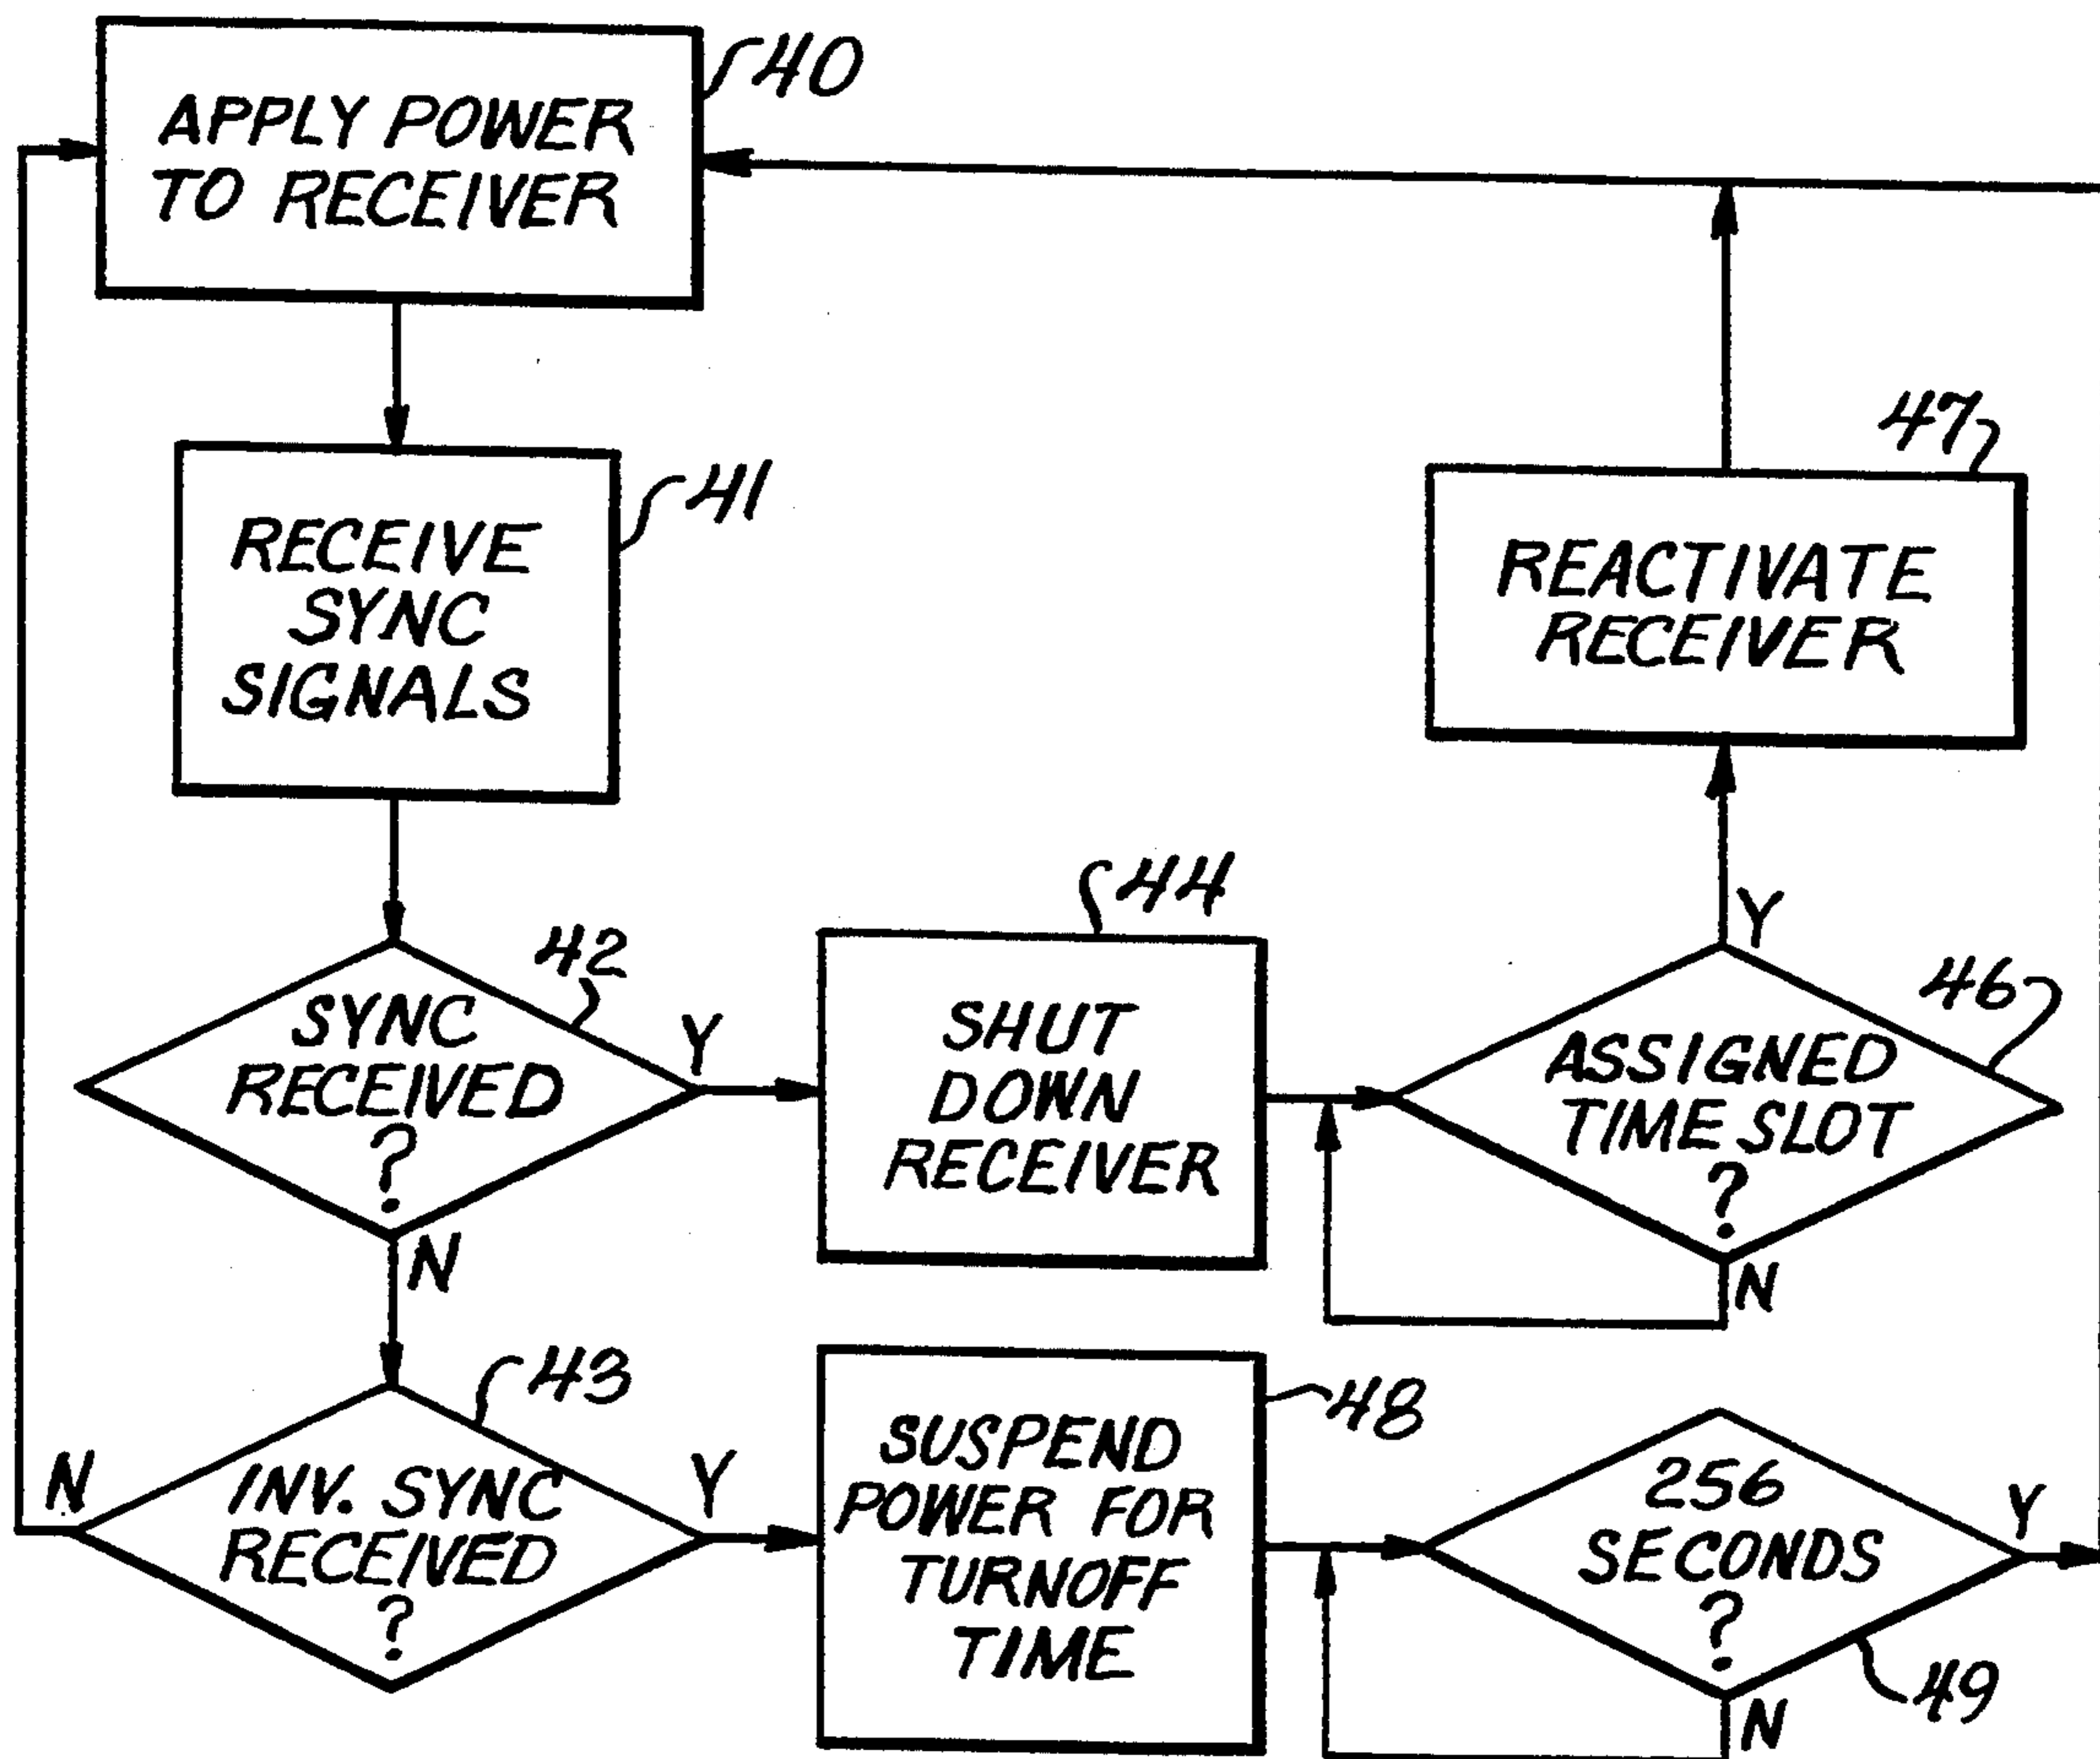 APPLY POWER
TO RECEIVER
40
RECEIVE
SYNC
SIGNALS
41
REACTIVATE
RECEIVER
47
SYNC
RECEIVED
?
42
Y
N
SHUT
DOWN
RECEIVER
44
ASSIGNED
TIME SLOT
?
46
Y
N
INV. SYNC
RECEIVED
?
43
N
Y
SUSPEND
POWER FOR
TURNOFF
TIME
48
256
SECONDS
?
49
Y
N